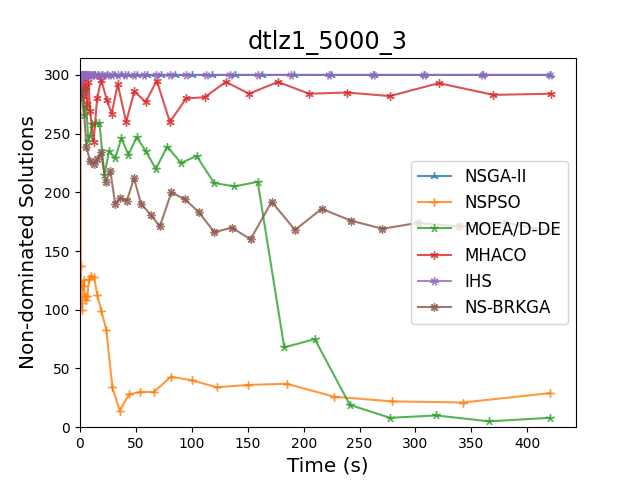 dtlz1_5000_3
300
250
200
150
100
50
0
Non-dominated Solutions
NSGA-II
NSPSO
MOEA/D-DE
MHACO
IHS
NS-BRKGA
0 50 100 150 200 250 300 350 400
Time (s)